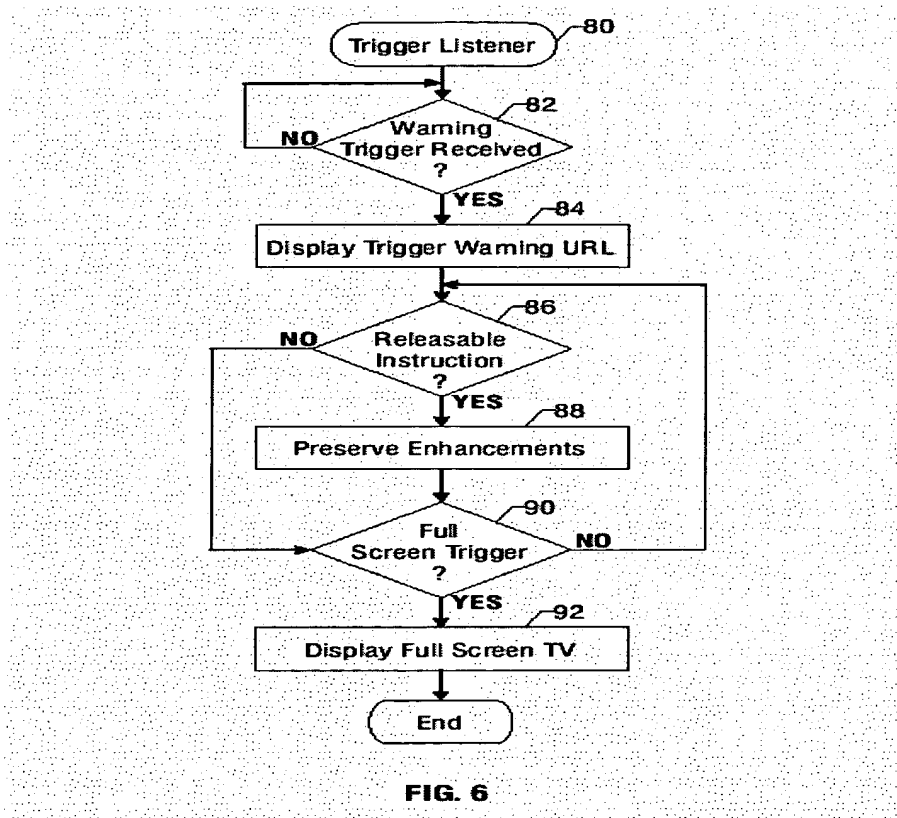 80
Trigger Listener
82
Warning
Trigger Received
?
NO
YES
84
Display Trigger Warning URL
86
Releasable
Instruction
?
NO
YES
88
Preserve Enhancements
90
Full
Screen Trigger
?
NO
YES
92
Display Full Screen TV
End
FIG. 6